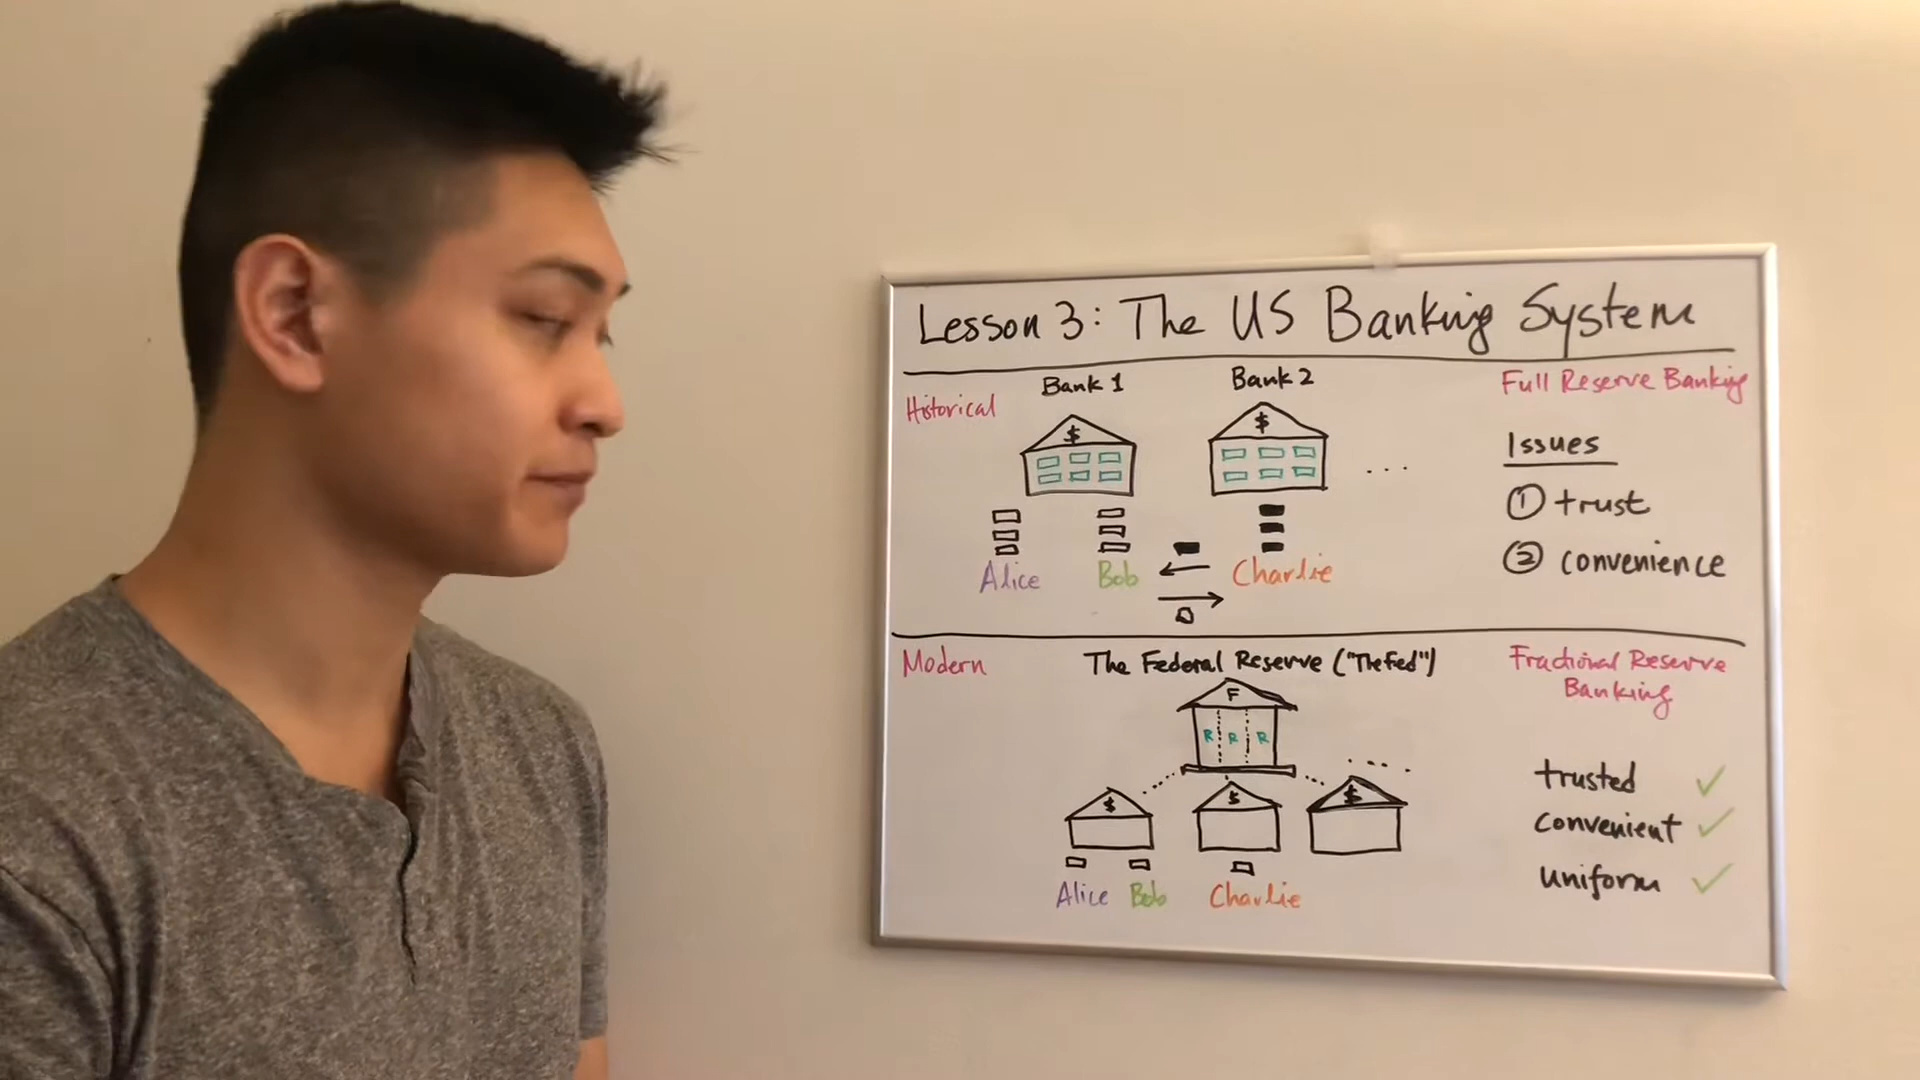 Lesson 3: The US Banking System
Historical
Bank 1
Bank 2
Full Reserve Banking
$
$
. . .
Issues
① trust
② convenience
Alice
Bob
Charlie
Modern
The Federal Reserve ("The Fed")
Fractional Reserve
Banking
F
R R R
$
$
$
trusted ✓
convenient ✓
uniform ✓
Alice
Bob
Charlie